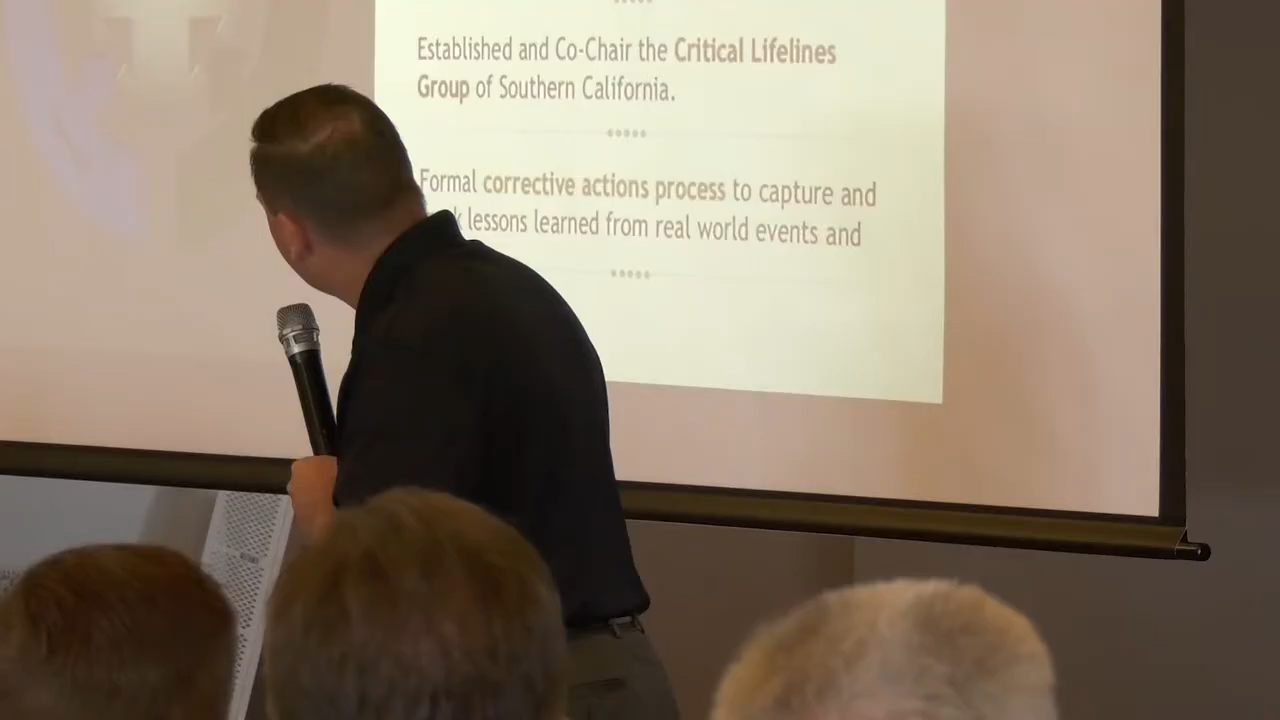 Established and Co-Chair the Critical Lifelines
Group of Southern California.
Formal corrective actions process to capture and
lessons learned from real world events and